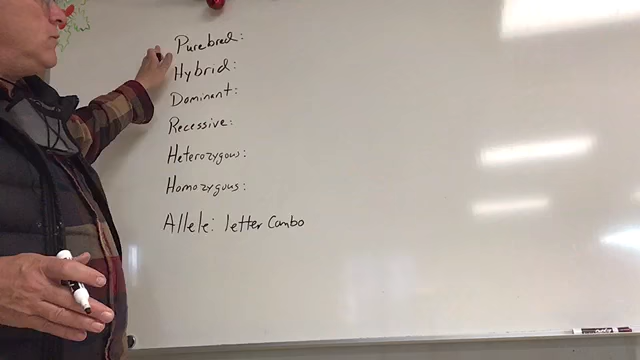 Purebred:
Hybrid:
Dominant:
Recessive:
Heterozygous:
Homozygous:
Allele: letter Combo